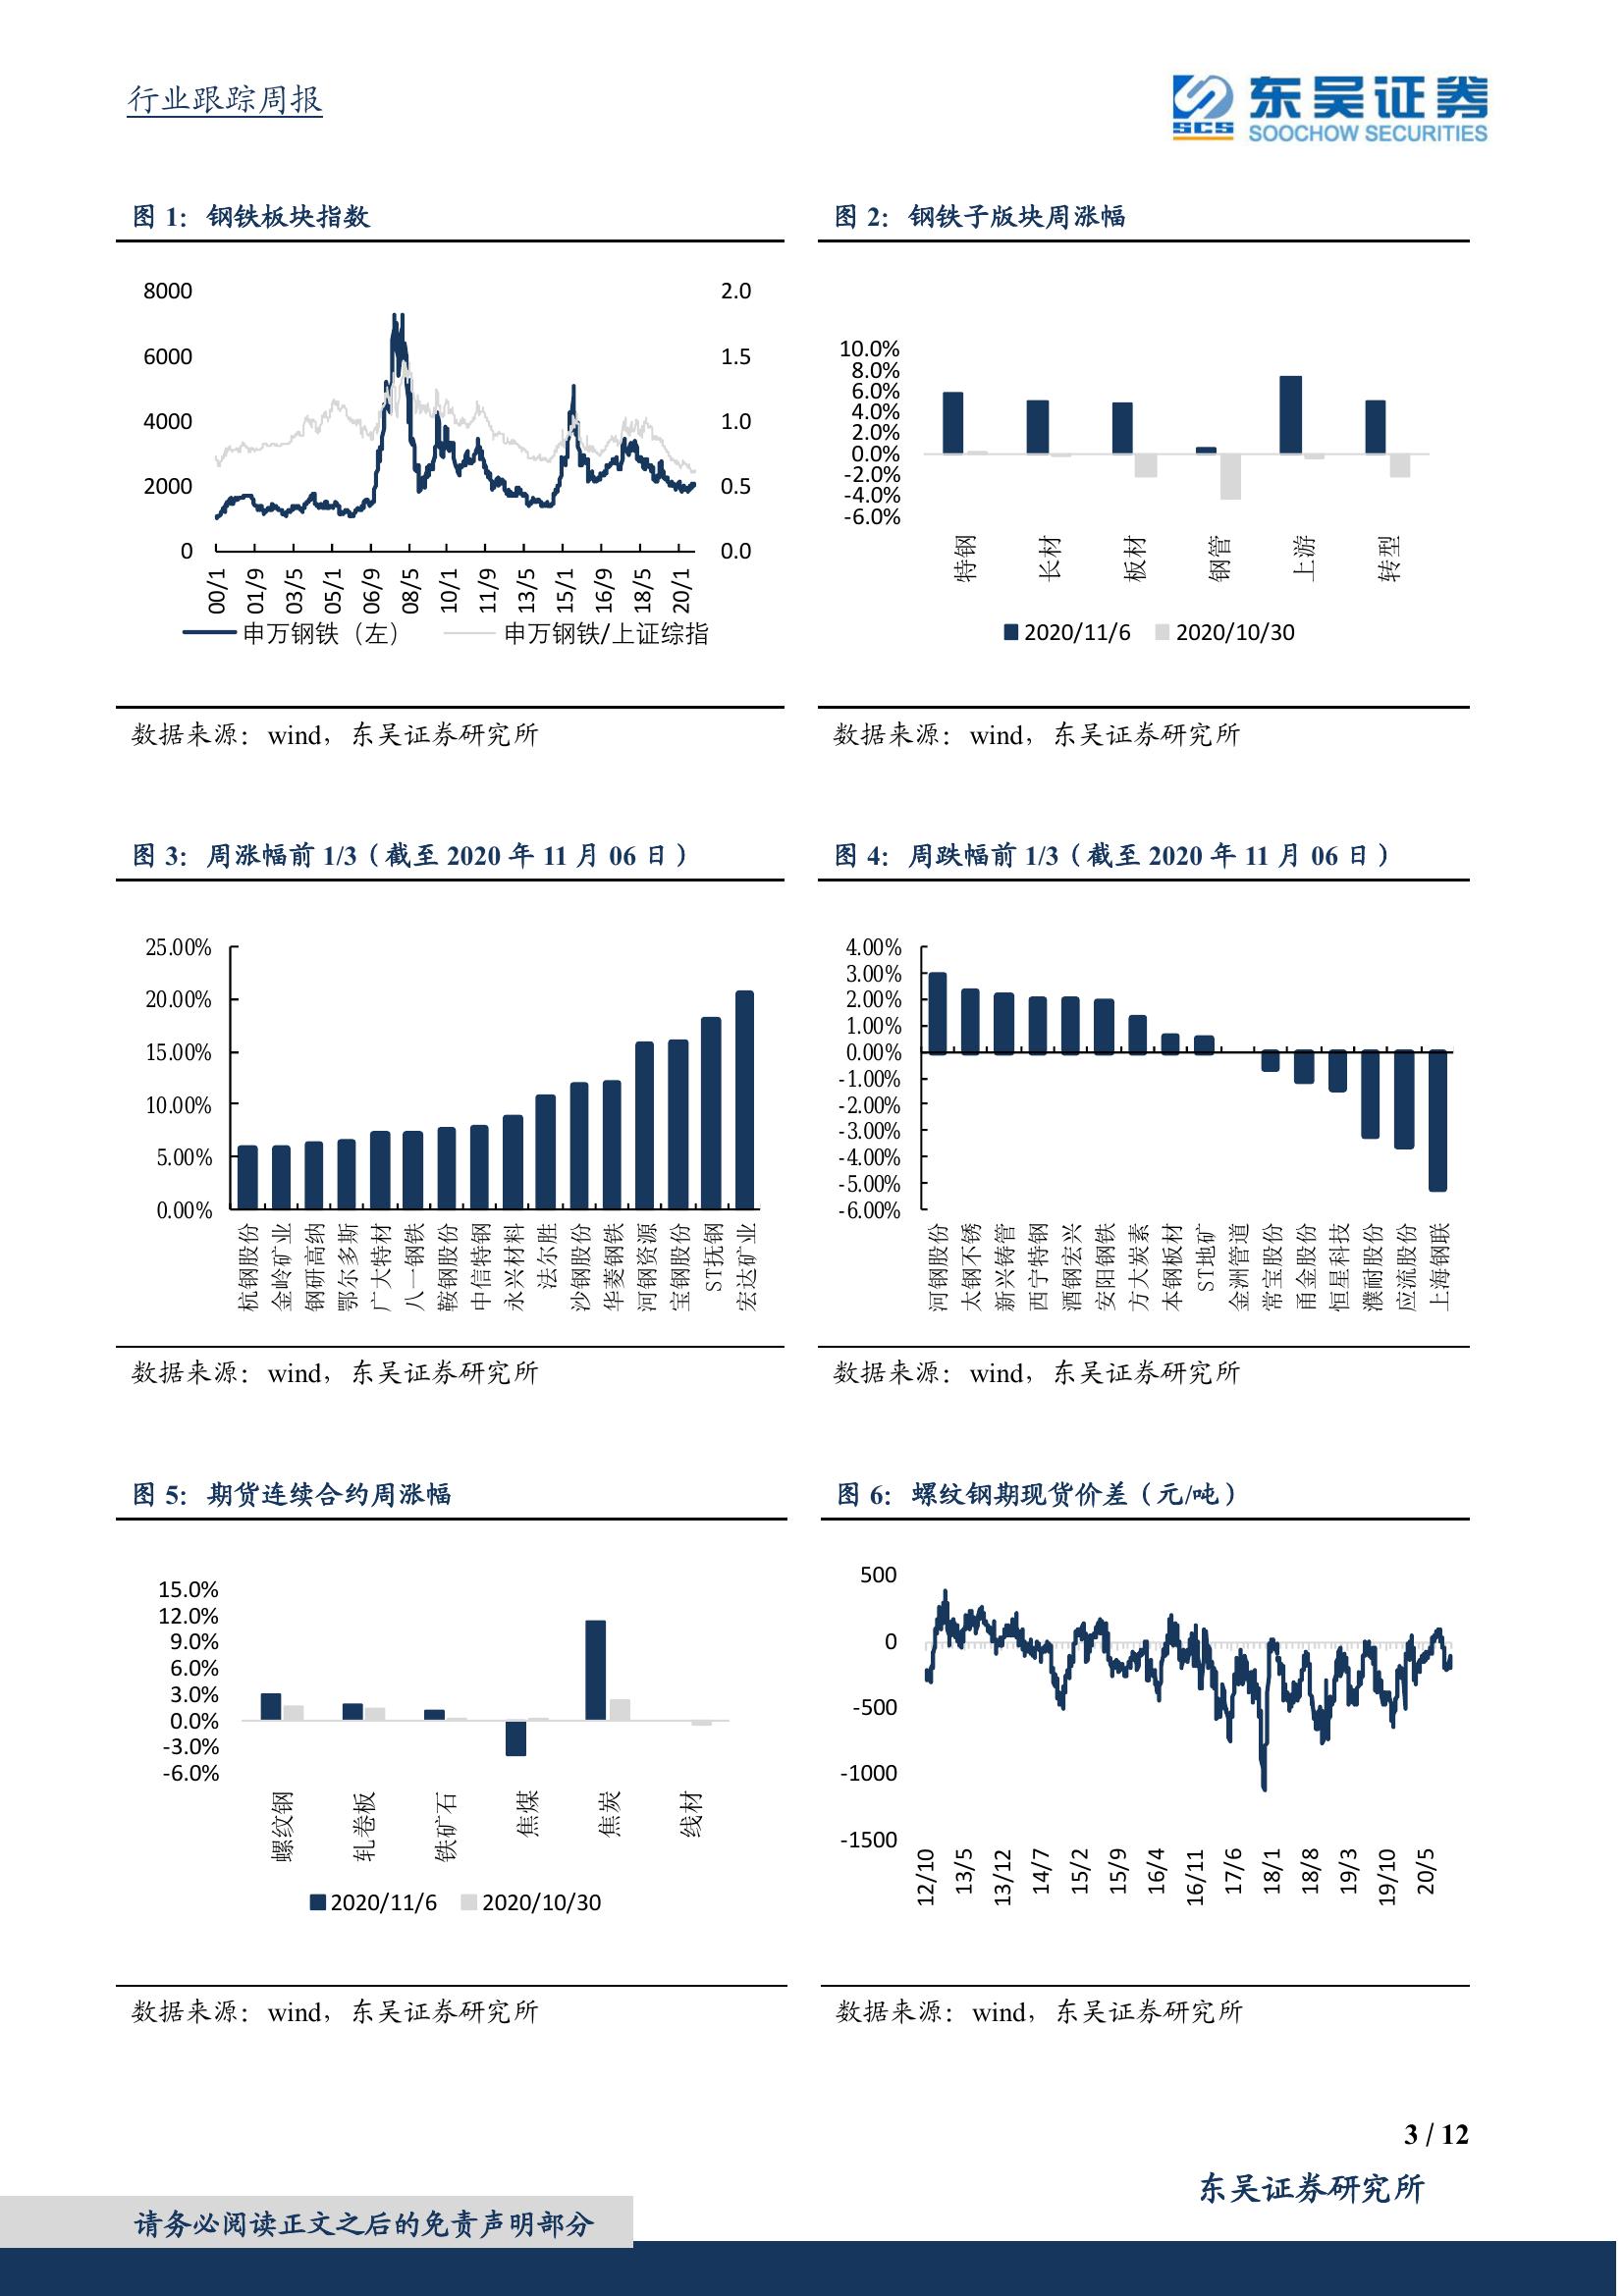 行业跟踪周报
东吴证券
SCS
SOOCHOW SECURITIES
图 1：钢铁板块指数
8000
6000
4000
2000
0
2.0
1.5
1.0
0.5
0.0
00/1
01/9
03/5
05/1
06/9
08/5
10/1
11/9
13/5
15/1
16/9
18/5
20/1
申万钢铁（左）
申万钢铁/上证综指
数据来源：wind，东吴证券研究所
图 2：钢铁子版块周涨幅
10.0%
8.0%
6.0%
4.0%
2.0%
0.0%
-2.0%
-4.0%
-6.0%
特钢
长材
板材
钢管
上游
转型
2020/11/6
2020/10/30
数据来源：wind，东吴证券研究所
图 3：周涨幅前 1/3（截至 2020 年 11 月 06 日）
25.00%
20.00%
15.00%
10.00%
5.00%
0.00%
杭钢股份
金岭矿业
钢研高纳
鄂尔多斯
广大特材
八一钢铁
鞍钢股份
中信特钢
永兴材料
法尔胜
沙钢股份
华菱钢铁
河钢资源
宝钢股份
ST抚钢
宏达矿业
数据来源：wind，东吴证券研究所
图 4：周跌幅前 1/3（截至 2020 年 11 月 06 日）
4.00%
3.00%
2.00%
1.00%
0.00%
-1.00%
-2.00%
-3.00%
-4.00%
-5.00%
-6.00%
河钢股份
太钢不锈
新兴铸管
西宁特钢
酒钢宏兴
安阳钢铁
方大炭素
本钢板材
ST地矿
金洲管道
常宝股份
甬金股份
恒星科技
濮耐股份
应流股份
上海钢联
数据来源：wind，东吴证券研究所
图 5：期货连续合约周涨幅
15.0%
12.0%
9.0%
6.0%
3.0%
0.0%
-3.0%
-6.0%
螺纹钢
轧卷板
铁矿石
焦煤
焦炭
线材
2020/11/6
2020/10/30
数据来源：wind，东吴证券研究所
图 6：螺纹钢期现货价差（元/吨）
500
0
-500
-1000
-1500
12/10
13/5
13/12
14/7
15/2
15/9
16/4
16/11
17/6
18/1
18/8
19/3
19/10
20/5
数据来源：wind，东吴证券研究所
3 / 12
东吴证券研究所
请务必阅读正文之后的免责声明部分